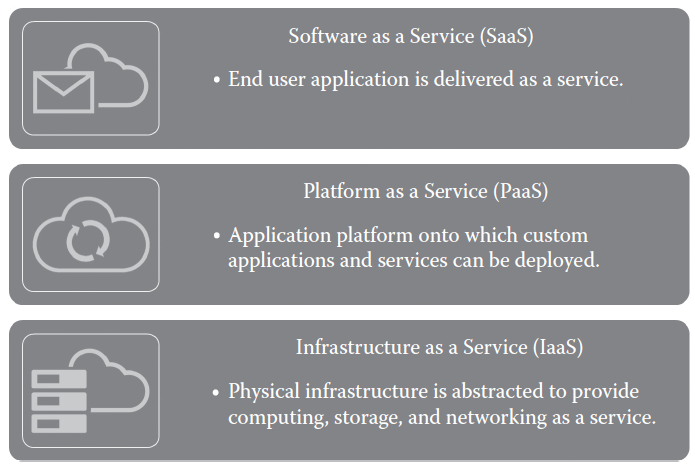 Software as a Service (SaaS)
• End user application is delivered as a service.
Platform as a Service (PaaS)
• Application platform onto which custom
applications and services can be deployed.
Infrastructure as a Service (IaaS)
• Physical infrastructure is abstracted to provide
computing, storage, and networking as a service.